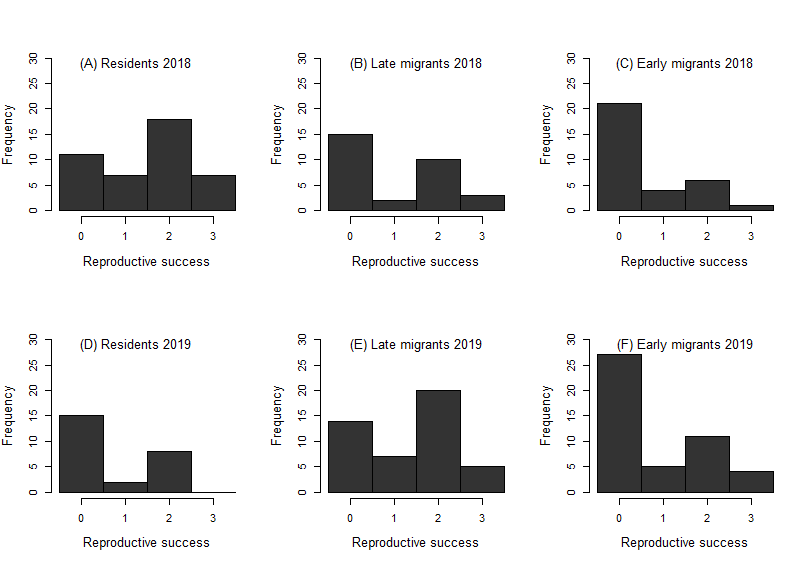 (A) Residents 2018
Frequency
30
25
20
15
10
5
0
0 1 2 3
Reproductive success
(B) Late migrants 2018
Frequency
30
25
20
15
10
5
0
0 1 2 3
Reproductive success
(C) Early migrants 2018
Frequency
30
25
20
15
10
5
0
0 1 2 3
Reproductive success
(D) Residents 2019
Frequency
30
25
20
15
10
5
0
0 1 2 3
Reproductive success
(E) Late migrants 2019
Frequency
30
25
20
15
10
5
0
0 1 2 3
Reproductive success
(F) Early migrants 2019
Frequency
30
25
20
15
10
5
0
0 1 2 3
Reproductive success